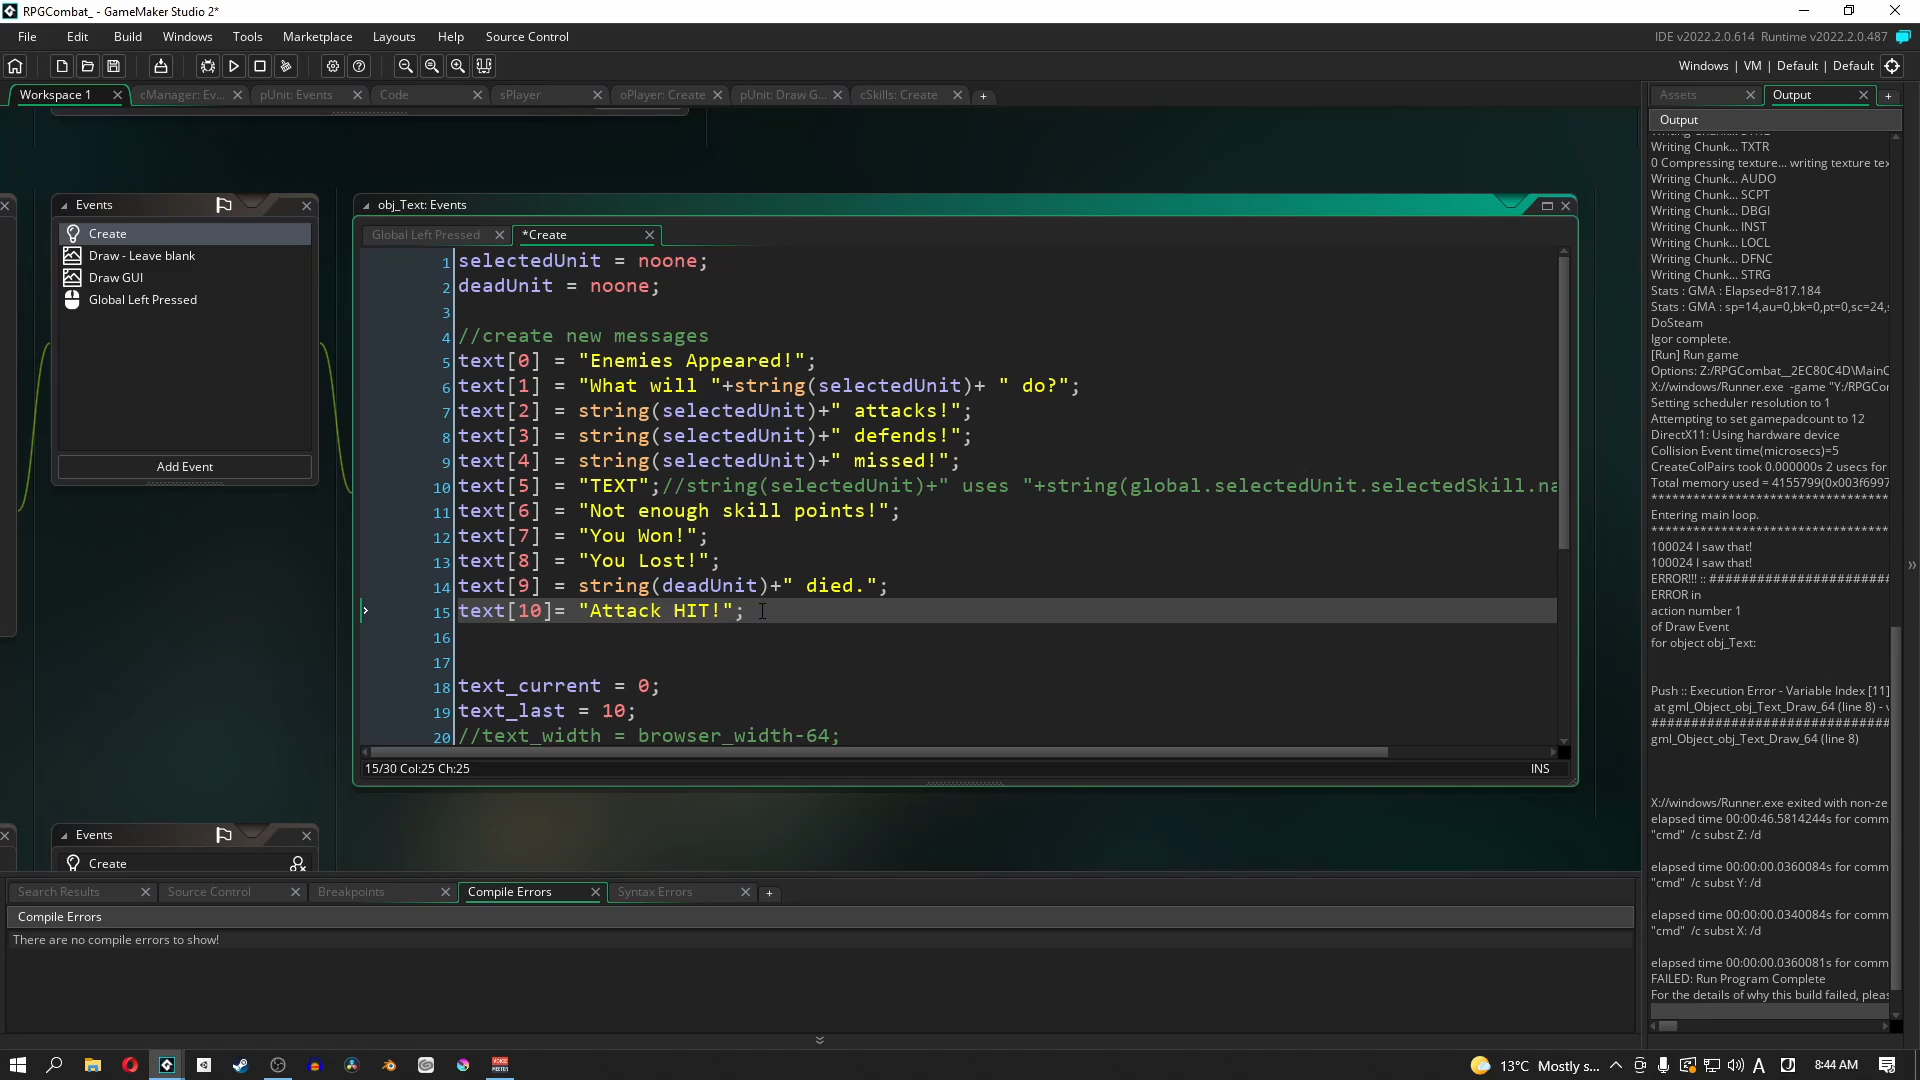 RPGCombat_ - GameMaker Studio 2*
File Edit Build Windows Tools Marketplace Layouts Help Source Control
IDE v2022.2.0.614 Runtime v2022.2.0.487
Windows | VM | Default | Default
Workspace 1 cManager: Ev... pUnit: Events Code sPlayer oPlayer: Create pUnit: Draw G... cSkills: Create
Assets Output
Output
Events
Create
Draw - Leave blank
Draw GUI
Global Left Pressed
Add Event
obj_Text: Events
Global Left Pressed *Create
1 selectedUnit = noone;
2 deadUnit = noone;
3
4 //create new messages
5 text[0] = "Enemies Appeared!";
6 text[1] = "What will "+string(selectedUnit)+ " do?";
7 text[2] = string(selectedUnit)+" attacks!";
8 text[3] = string(selectedUnit)+" defends!";
9 text[4] = string(selectedUnit)+" missed!";
10 text[5] = "TEXT";//string(selectedUnit)+" uses "+string(global.selectedUnit.selectedSkill.na
11 text[6] = "Not enough skill points!";
12 text[7] = "You Won!";
13 text[8] = "You Lost!";
14 text[9] = string(deadUnit)+" died.";
15 text[10]= "Attack HIT!";
16
17
18 text_current = 0;
19 text_last = 10;
20 //text_width = browser_width-64;
15/30 Col:25 Ch:25
INS
Writing Chunk... TXTR
0 Compressing texture... writing texture tex
Writing Chunk... AUDO
Writing Chunk... SCPT
Writing Chunk... DBGI
Writing Chunk... INST
Writing Chunk... LOCL
Writing Chunk... DFNC
Writing Chunk... STRG
Stats : GMA : Elapsed=817.184
Stats : GMA : sp=14,au=0,bk=0,pt=0,sc=24,s
DoSteam
Igor complete.
[Run] Run game
Options: Z:/RPGCombat__2EC80C4D\MainC
X://windows/Runner.exe -game "Y:/RPGCor
Setting scheduler resolution to 1
Attempting to set gamepadcount to 12
DirectX11: Using hardware device
Collision Event time(microsecs)=5
CreateColPairs took 0.000000s 2 usecs for
Total memory used = 4155799(0x003f6997
****************************************
Entering main loop.
****************************************
100024 I saw that!
100024 I saw that!
ERROR!!! :: #########################
ERROR in
action number 1
of Draw Event
for object obj_Text:
Push :: Execution Error - Variable Index [11]
at gml_Object_obj_Text_Draw_64 (line 8) - v
##################################
gml_Object_obj_Text_Draw_64 (line 8)
X://windows/Runner.exe exited with non-ze
elapsed time 00:00:46.5814244s for comm
"cmd" /c subst Z: /d
elapsed time 00:00:00.0360084s for comm
"cmd" /c subst Y: /d
elapsed time 00:00:00.0340084s for comm
"cmd" /c subst X: /d
elapsed time 00:00:00.0360081s for comm
FAILED: Run Program Complete
For the details of why this build failed, pleas
Events
Create
Search Results Source Control Breakpoints Compile Errors Syntax Errors
Compile Errors
There are no compile errors to show!
13°C Mostly s... 8:44 AM